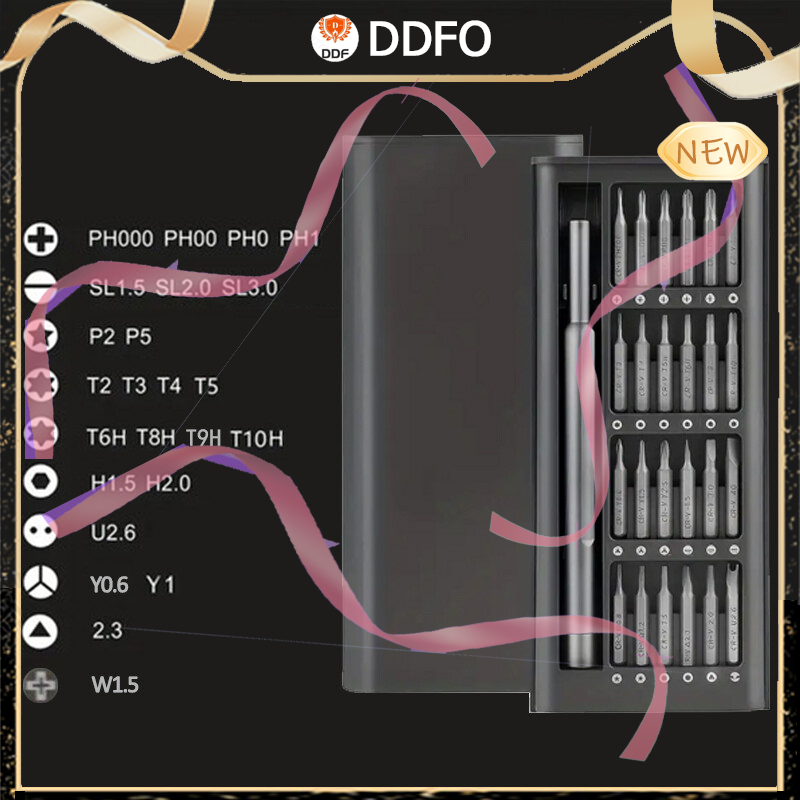 DDF
DDFO
NEW
PH000 PH00 PH0 PH1
SL1.5 SL2.0 SL3.0
P2 P5
T2 T3 T4 T5
T6H T8H T9H T10H
H1.5 H2.0
U2.6
Y0.6 Y1
2.3
W1.5